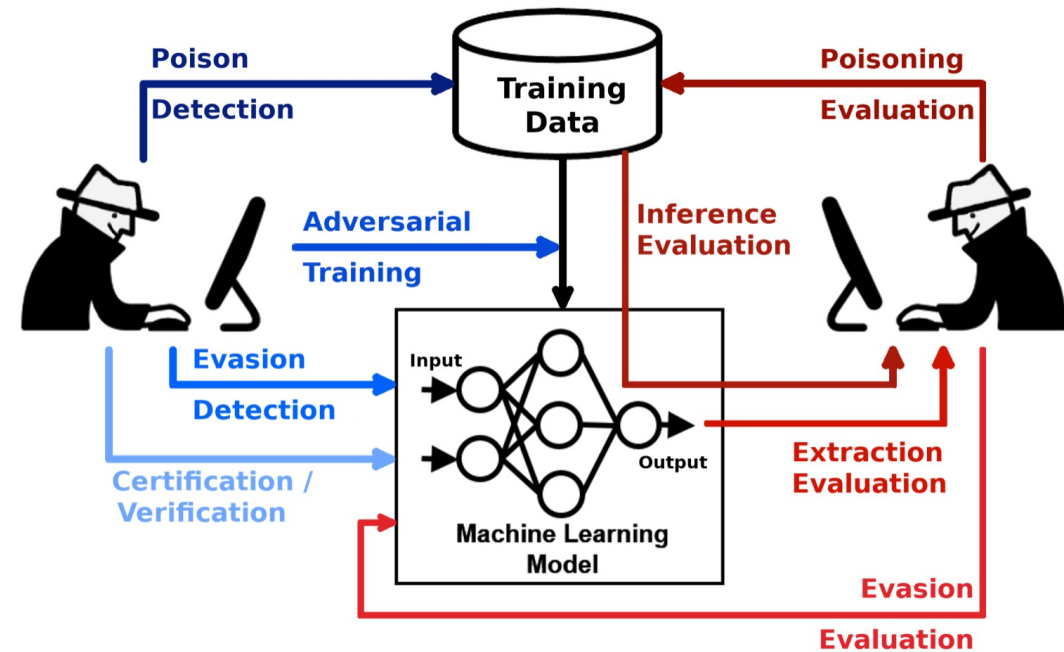 Poison
Detection
Training
Data
Poisoning
Evaluation
Adversarial
Training
Inference
Evaluation
Evasion
Detection
Certification /
Verification
Input
Output
Machine Learning
Model
Extraction
Evaluation
Evasion
Evaluation